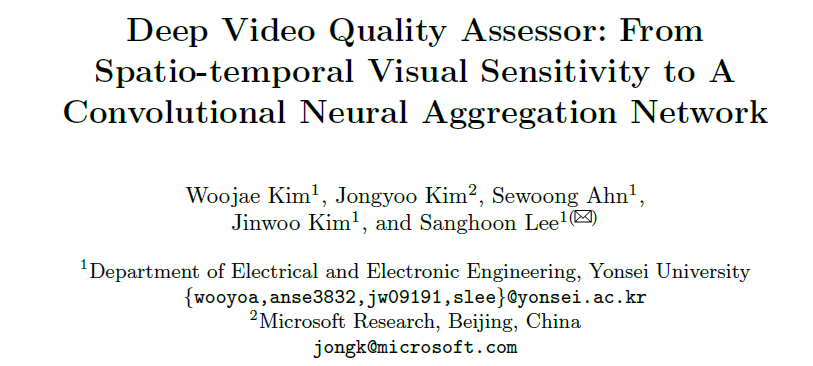 Deep Video Quality Assessor: From
Spatio-temporal Visual Sensitivity to A
Convolutional Neural Aggregation Network
Woojae Kim1, Jongyoo Kim2, Sewoong Ahn1,
Jinwoo Kim1, and Sanghoon Lee1(✉)
1Department of Electrical and Electronic Engineering, Yonsei University
{wooyoa,anse3832,jw09191,slee}@yonsei.ac.kr
2Microsoft Research, Beijing, China
jongk@microsoft.com